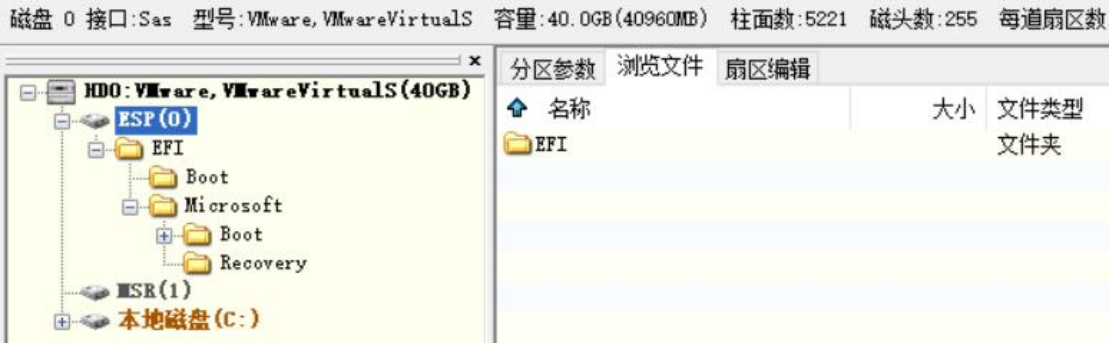 磁盘 0 接口:Sas 型号:VMware,VMwareVirtualS 容量:40.0GB(40960MB) 柱面数:5221 磁头数:255 每道扇区数
HD0:VMware,VMwareVirtualS(40GB)
ESP(0)
EFI
Boot
Microsoft
Boot
Recovery
MSR(1)
本地磁盘(C:)
分区参数 浏览文件 扇区编辑
名称 大小 文件类型
EFI 文件夹